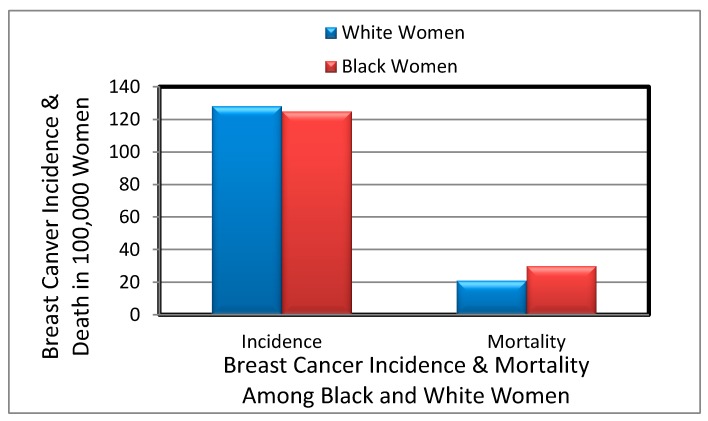 White Women
Black Women
Breast Canver Incidence &
Death in 100,000 Women
140
120
100
80
60
40
20
0
Incidence
Mortality
Breast Cancer Incidence & Mortality
Among Black and White Women